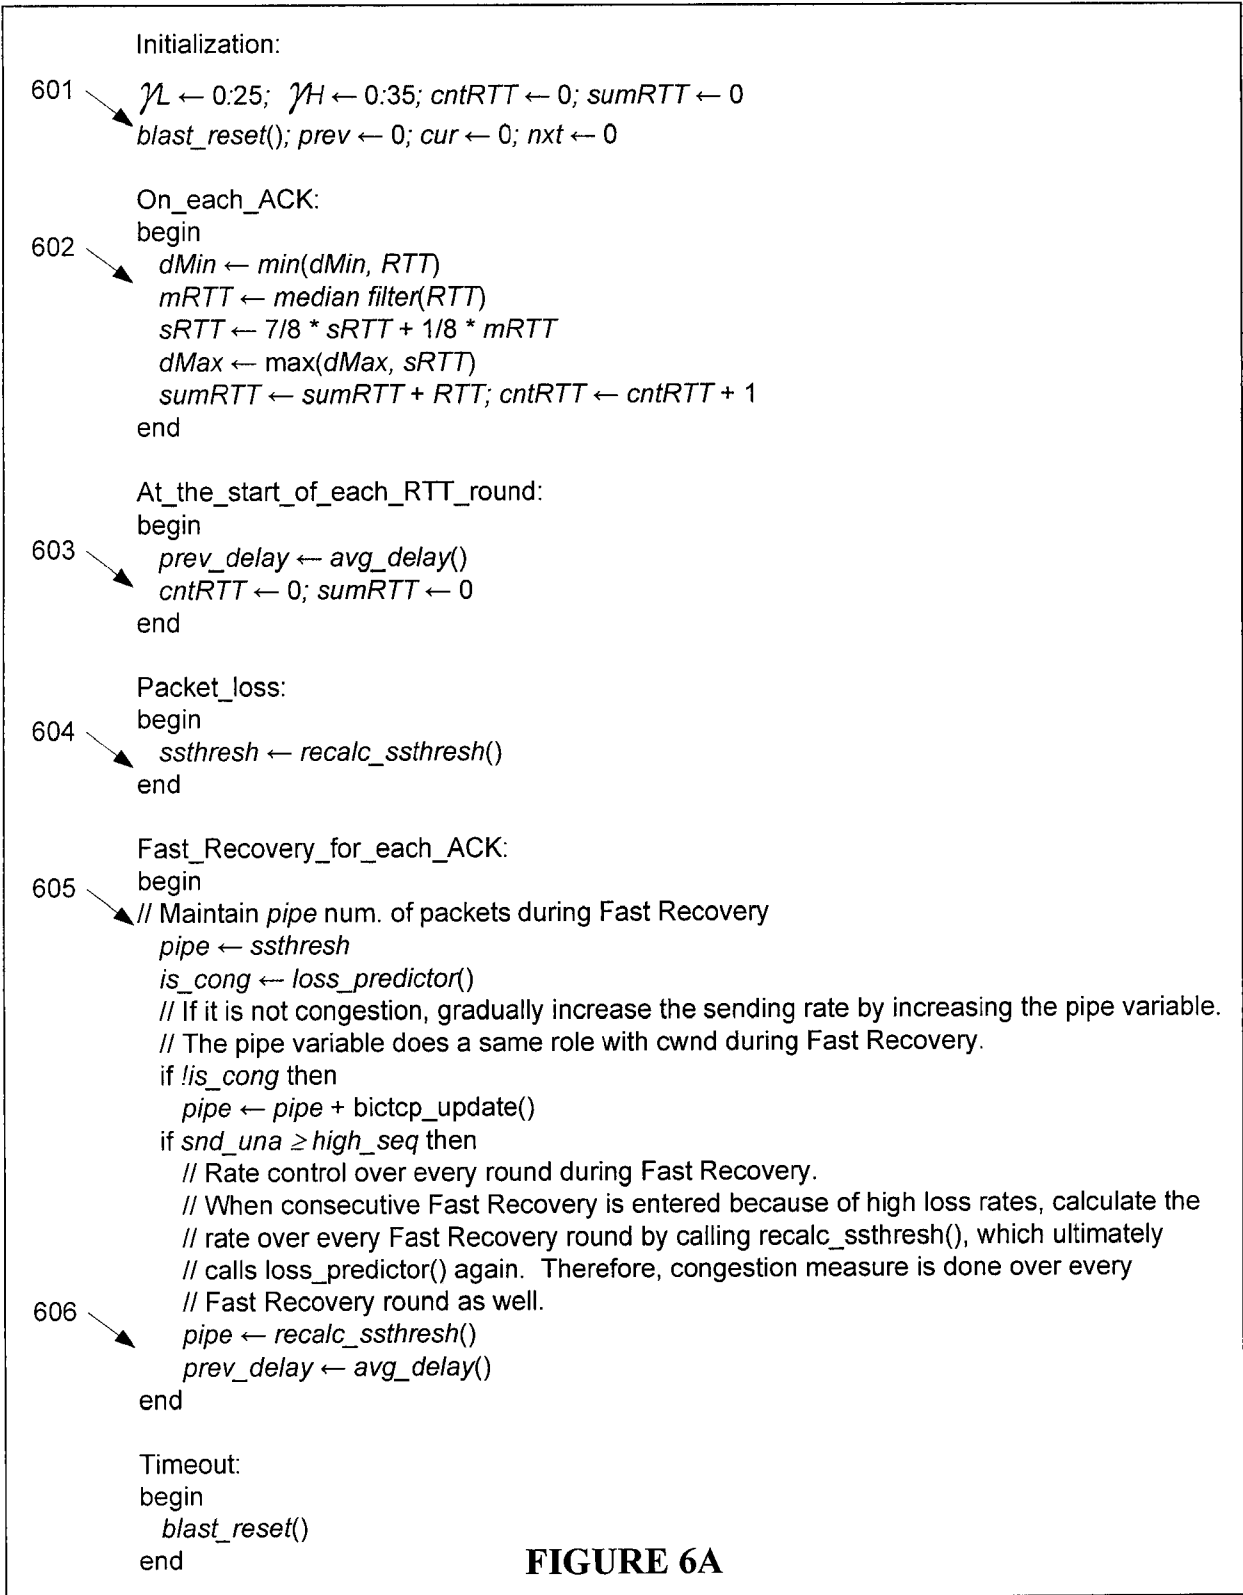 Initialization:
601
γL ← 0:25; γH ← 0:35; cntRTT ← 0; sumRTT ← 0
blast_reset(); prev ← 0; cur ← 0; nxt ← 0
On_each_ACK:
begin
602
dMin ← min(dMin, RTT)
mRTT ← median filter(RTT)
sRTT ← 7/8 * sRTT + 1/8 * mRTT
dMax ← max(dMax, sRTT)
sumRTT ← sumRTT + RTT; cntRTT ← cntRTT + 1
end
At_the_start_of_each_RTT_round:
begin
603
prev_delay ← avg_delay()
cntRTT ← 0; sumRTT ← 0
end
Packet_loss:
begin
604
ssthresh ← recalc_ssthresh()
end
Fast_Recovery_for_each_ACK:
begin
605
// Maintain pipe num. of packets during Fast Recovery
pipe ← ssthresh
is_cong ← loss_predictor()
// If it is not congestion, gradually increase the sending rate by increasing the pipe variable.
// The pipe variable does a same role with cwnd during Fast Recovery.
if !is_cong then
pipe ← pipe + bictcp_update()
if snd_una ≥ high_seq then
// Rate control over every round during Fast Recovery.
// When consecutive Fast Recovery is entered because of high loss rates, calculate the
// rate over every Fast Recovery round by calling recalc_ssthresh(), which ultimately
// calls loss_predictor() again. Therefore, congestion measure is done over every
// Fast Recovery round as well.
606
pipe ← recalc_ssthresh()
prev_delay ← avg_delay()
end
Timeout:
begin
blast_reset()
end
FIGURE 6A